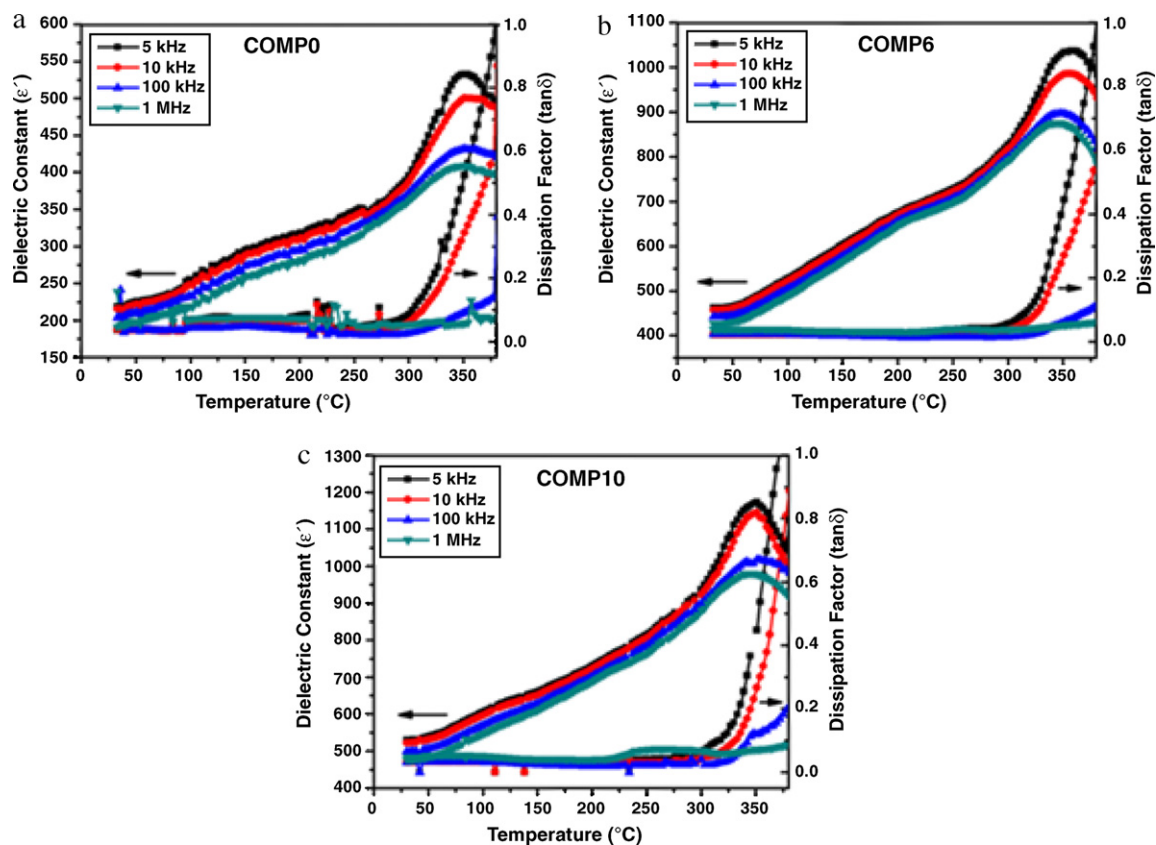 a
COMP0
5 kHz
10 kHz
100 kHz
1 MHz
Dielectric Constant (ε´)
600
550
500
450
400
350
300
250
200
150
Dissipation Factor (tanδ)
1.0
0.8
0.6
0.4
0.2
0.0
0 50 100 150 200 250 300 350
Temperature (°C)
b
COMP6
5 kHz
10 kHz
100 kHz
1 MHz
Dielectric Constant (ε´)
1100
1000
900
800
700
600
500
400
Dissipation Factor (tanδ)
1.0
0.8
0.6
0.4
0.2
0.0
0 50 100 150 200 250 300 350
Temperature (°C)
c
COMP10
5 kHz
10 kHz
100 kHz
1 MHz
Dielectric Constant (ε´)
1300
1200
1100
1000
900
800
700
600
500
400
Dissipation Factor (tanδ)
1.0
0.8
0.6
0.4
0.2
0.0
0 50 100 150 200 250 300 350
Temperature (°C)